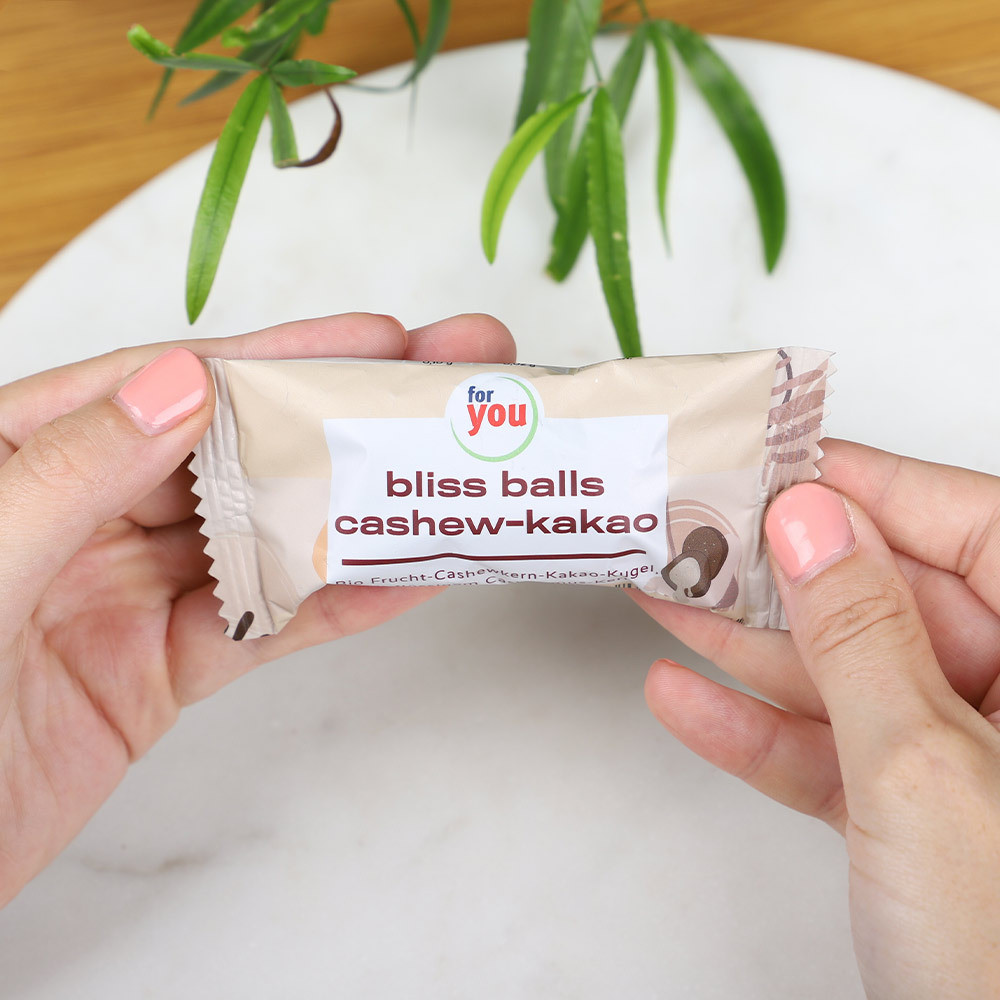 for
you
bliss balls
cashew-kakao
Bio Frucht-Cashewkern-Kakao-Kugel,